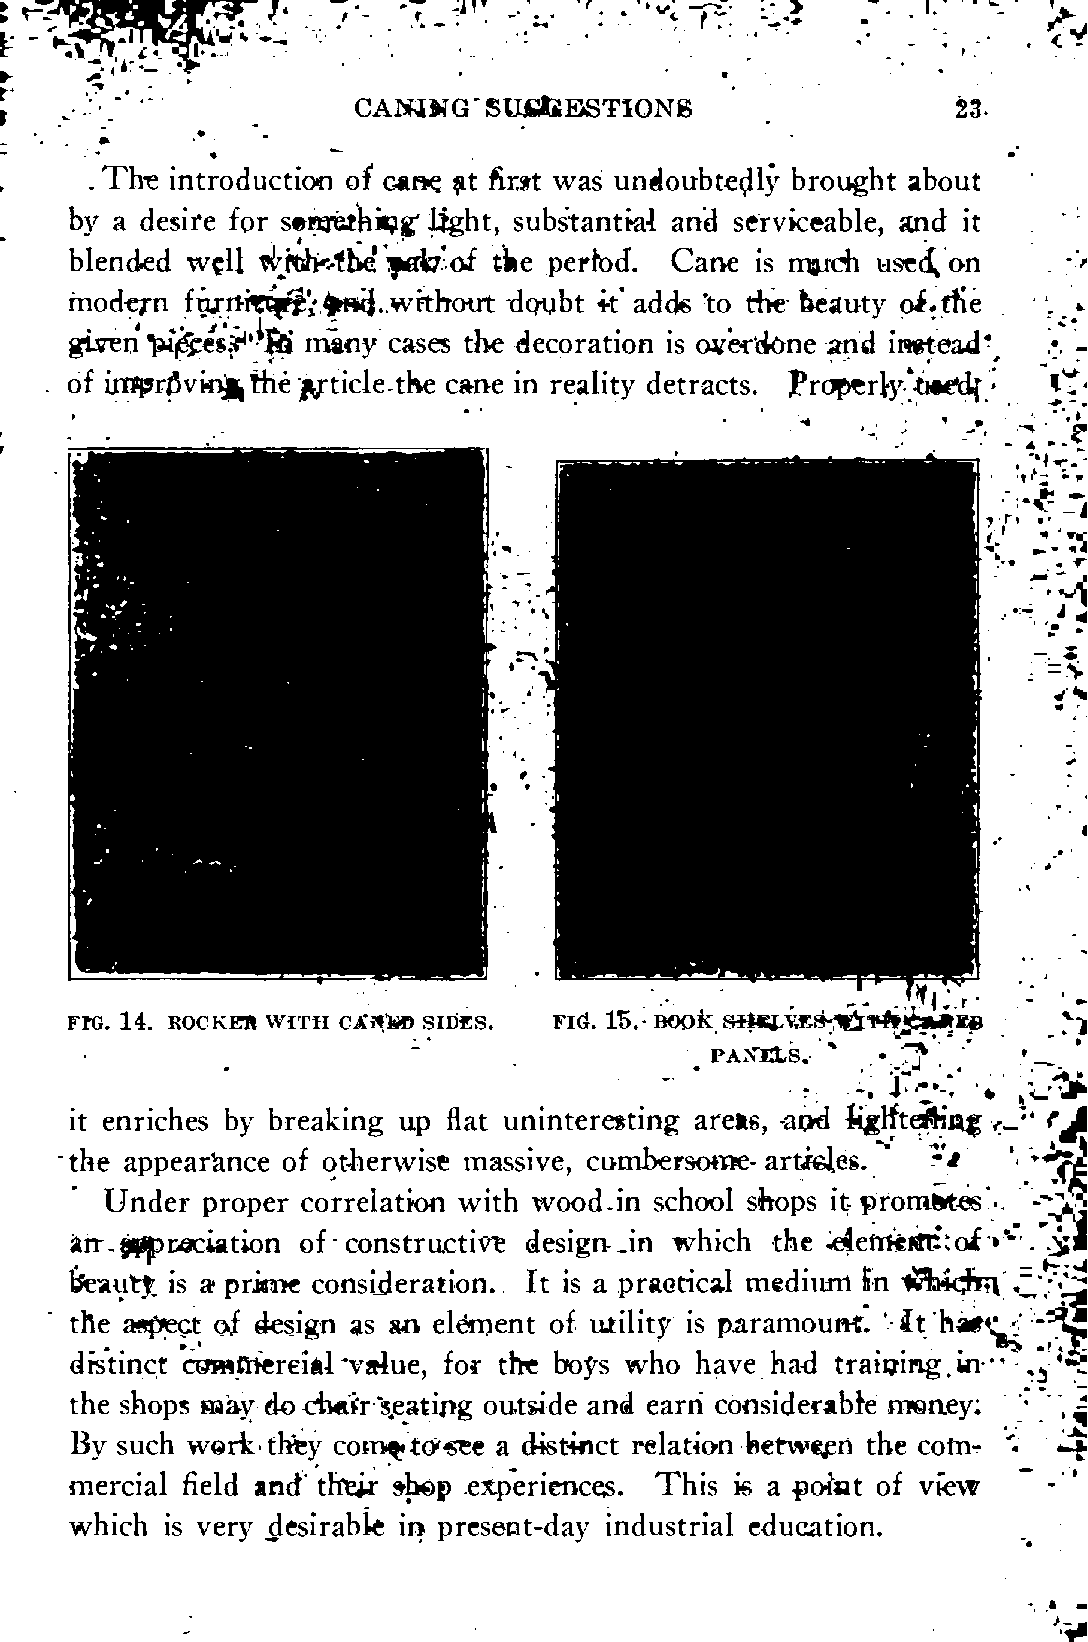 CANING SUGGESTIONS 23
The introduction of cane at first was undoubtedly brought about
by a desire for something light, substantial and serviceable, and it
blended well with the oak of the period. Cane is much used on
modern furniture, and without doubt it adds to the beauty of the
given pieces. In many cases the decoration is overdone and instead
of improving the article the cane in reality detracts. Properly used,
FIG. 14. ROCKER WITH CANED SIDES.
FIG. 15. BOOK SHELVES WITH CANED
PANELS.
it enriches by breaking up flat uninteresting areas, and lightening
the appearance of otherwise massive, cumbersome articles.
Under proper correlation with wood in school shops it promotes
an appreciation of constructive design in which the element of
beauty is a prime consideration. It is a practical medium in which
the aspect of design as an element of utility is paramount. It has
distinct commercial value, for the boys who have had training in
the shops may do chair seating outside and earn considerable money.
By such work they come to see a distinct relation between the com-
mercial field and their shop experiences. This is a point of view
which is very desirable in present-day industrial education.